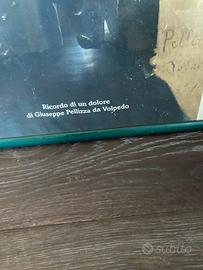 Ricordo di un dolore
di Giuseppe Pellizza da Volpedo
subito